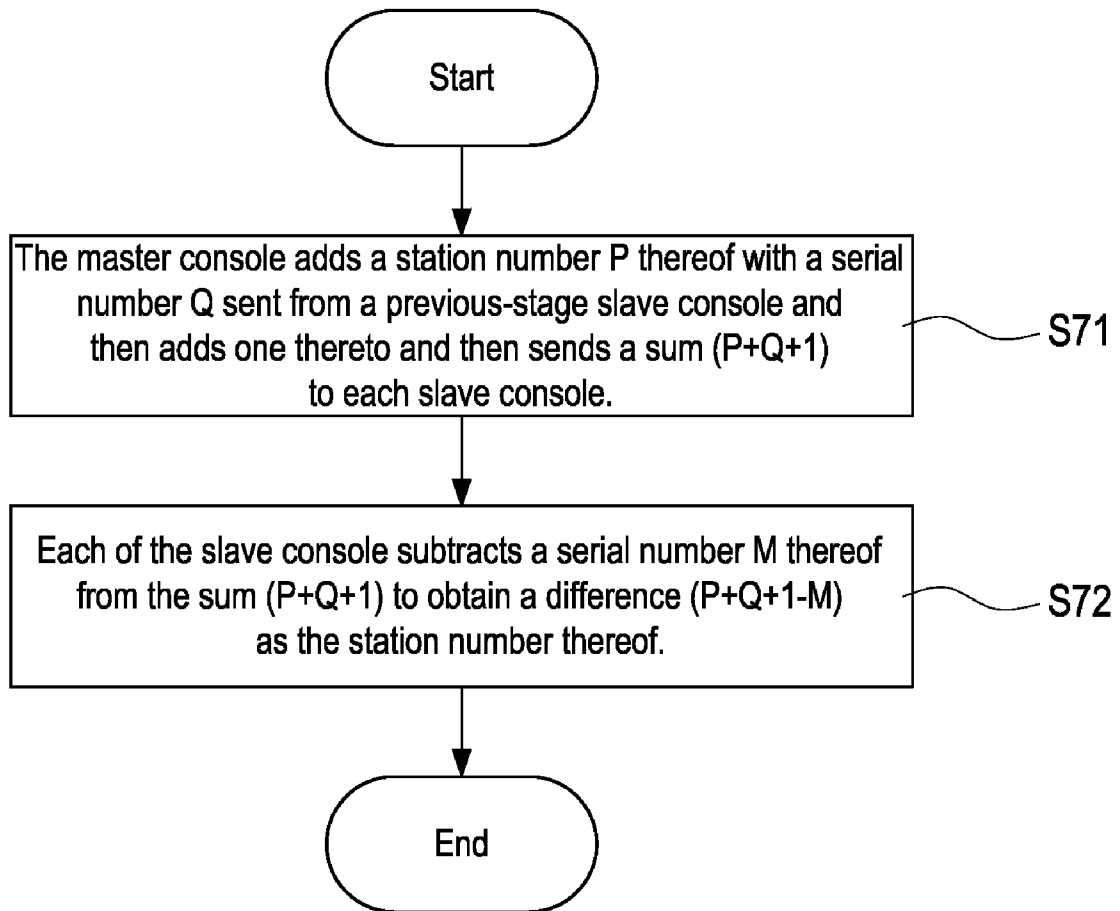 Start
The master console adds a station number P thereof with a serial
number Q sent from a previous-stage slave console and
then adds one thereto and then sends a sum (P+Q+1)
to each slave console.
S71
Each of the slave console subtracts a serial number M thereof
from the sum (P+Q+1) to obtain a difference (P+Q+1-M)
as the station number thereof.
S72
End